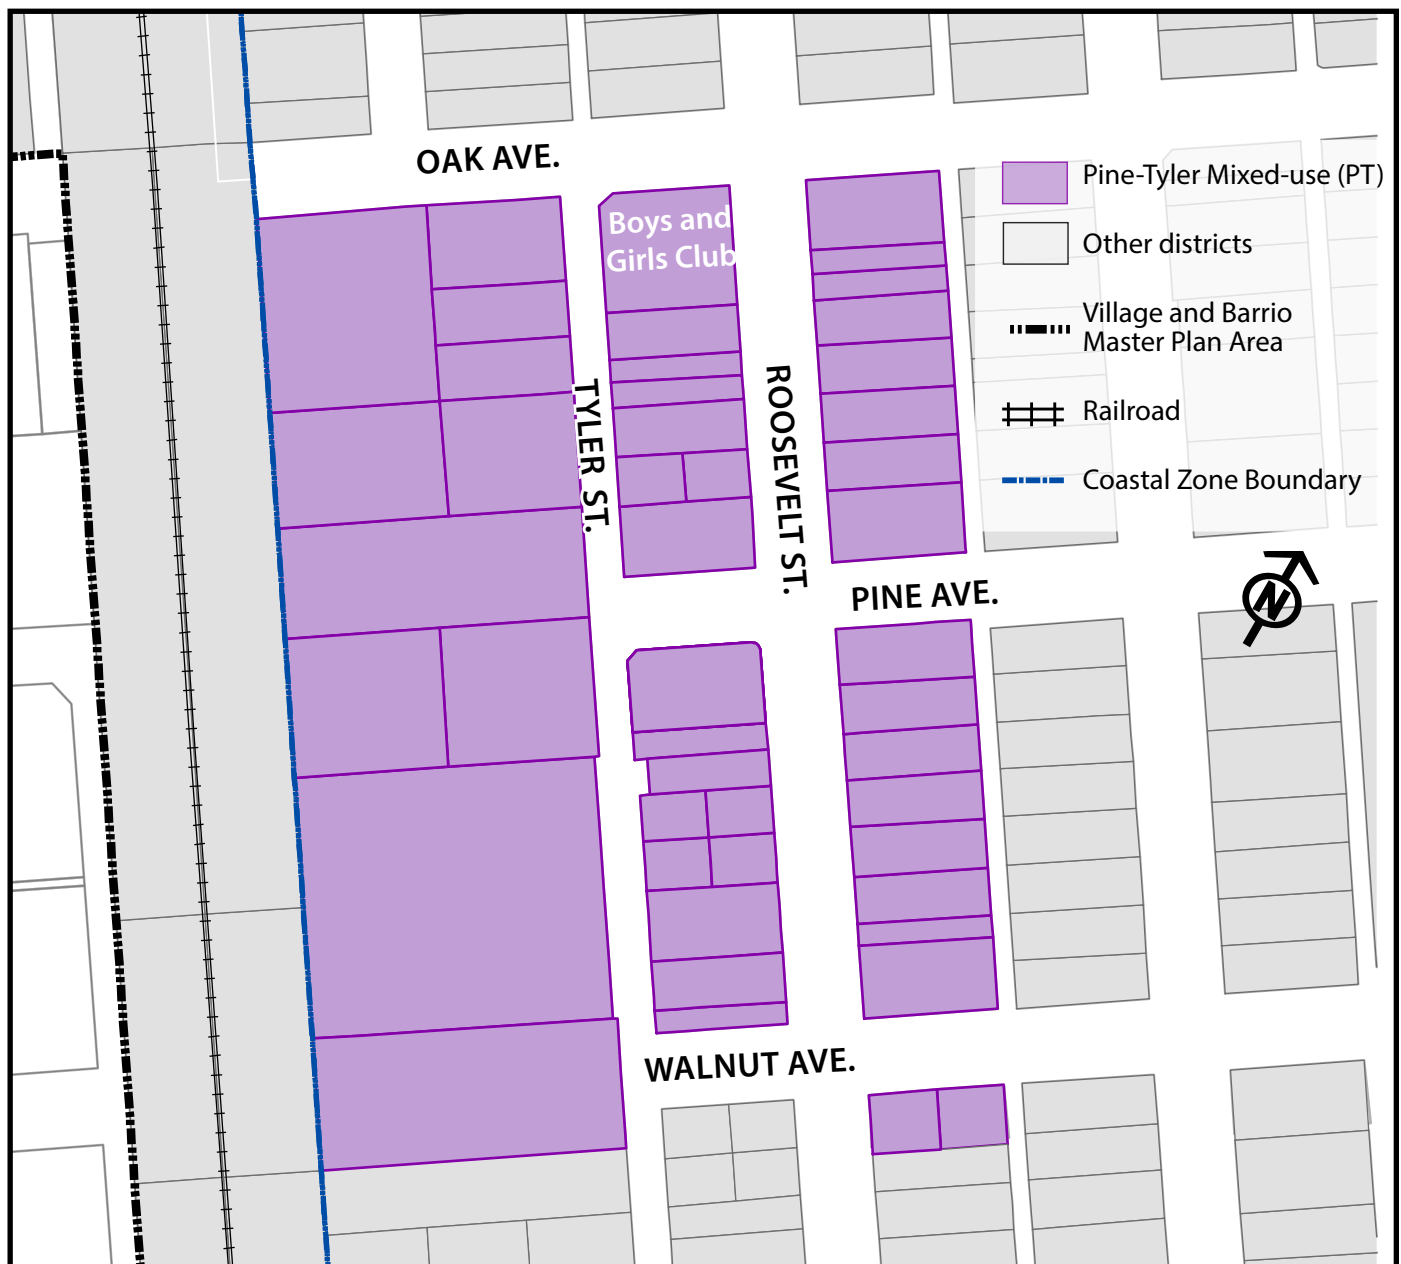 OAK AVE.
Boys and
Girls Club
TYLER ST.
ROOSEVELT ST.
PINE AVE.
WALNUT AVE.
Pine-Tyler Mixed-use (PT)
Other districts
Village and Barrio
Master Plan Area
Railroad
Coastal Zone Boundary
N